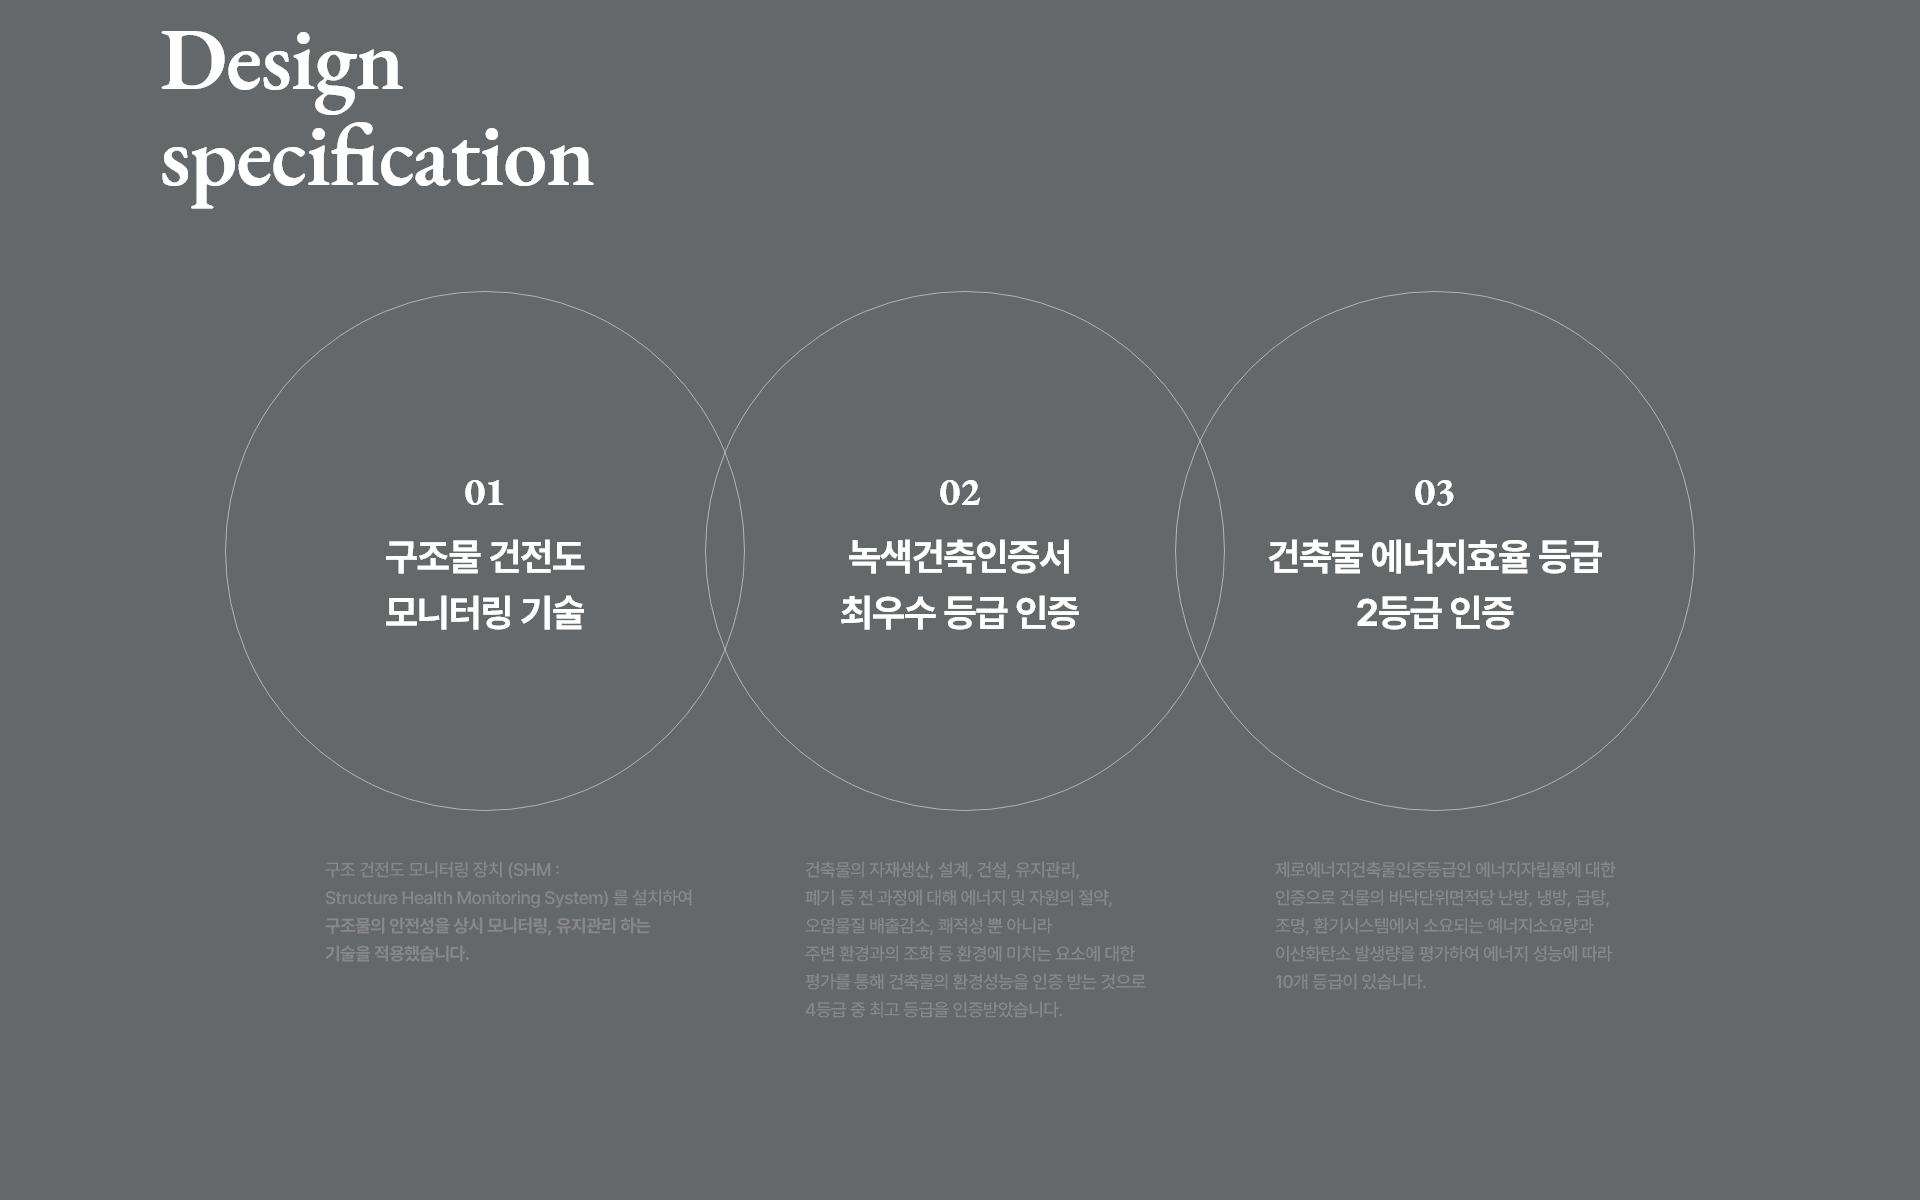 Design
specification
01
구조물 건전도
모니터링 기술
02
녹색건축인증서
최우수 등급 인증
03
건축물 에너지효율 등급
2등급 인증
구조 건전도 모니터링 장치 (SHM :
Structure Health Monitoring System) 를 설치하여
구조물의 안전성을 상시 모니터링, 유지관리 하는
기술을 적용했습니다.
건축물의 자재생산, 설계, 건설, 유지관리,
폐기 등 전 과정에 대해 에너지 및 자원의 절약,
오염물질 배출감소, 쾌적성 뿐 아니라
주변 환경과의 조화 등 환경에 미치는 요소에 대한
평가를 통해 건축물의 환경성능을 인증 받는 것으로
4등급 중 최고 등급을 인증받았습니다.
제로에너지건축물인증등급인 에너지자립률에 대한
인증으로 건물의 바닥단위면적당 난방, 냉방, 급탕,
조명, 환기시스템에서 소요되는 예너지소요량과
이산화탄소 발생량을 평가하여 에너지 성능에 따라
10개 등급이 있습니다.